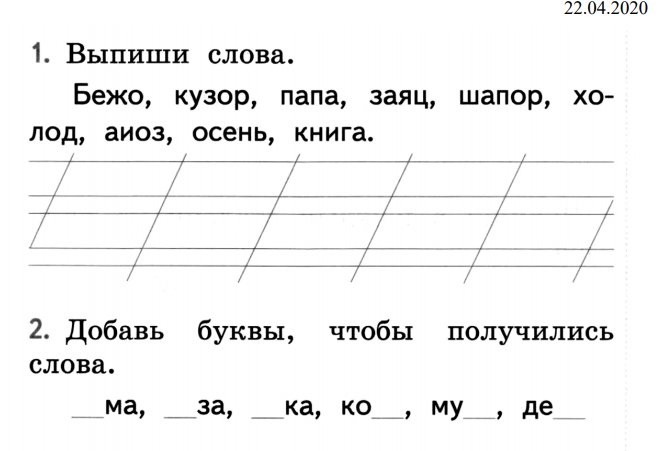 22.04.2020
1. Выпиши слова.
Бежо, кузор, папа, заяц, шапор, хо-
лод, аиоз, осень, книга.
2. Добавь буквы, чтобы получились
слова.
__ма, __за, __ка, ко__, му__, де__